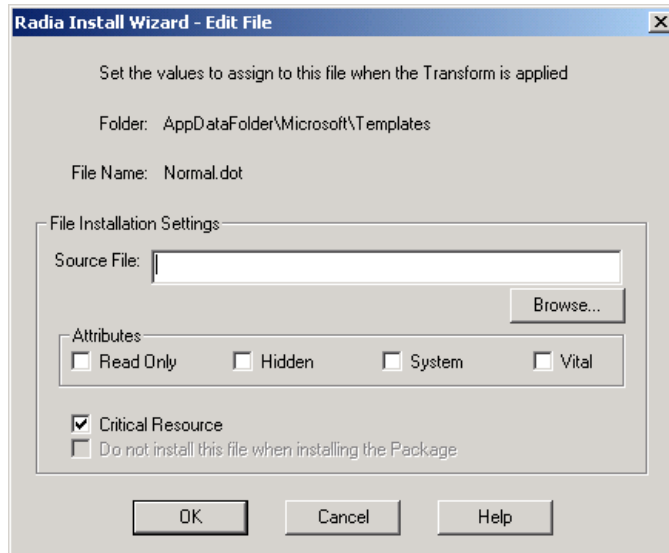 Radia Install Wizard - Edit File
Set the values to assign to this file when the Transform is applied
Folder: AppDataFolder\Microsoft\Templates
File Name: Normal.dot
File Installation Settings
Source File:
Browse...
Attributes
Read Only Hidden System Vital
Critical Resource
Do not install this file when installing the Package
OK Cancel Help